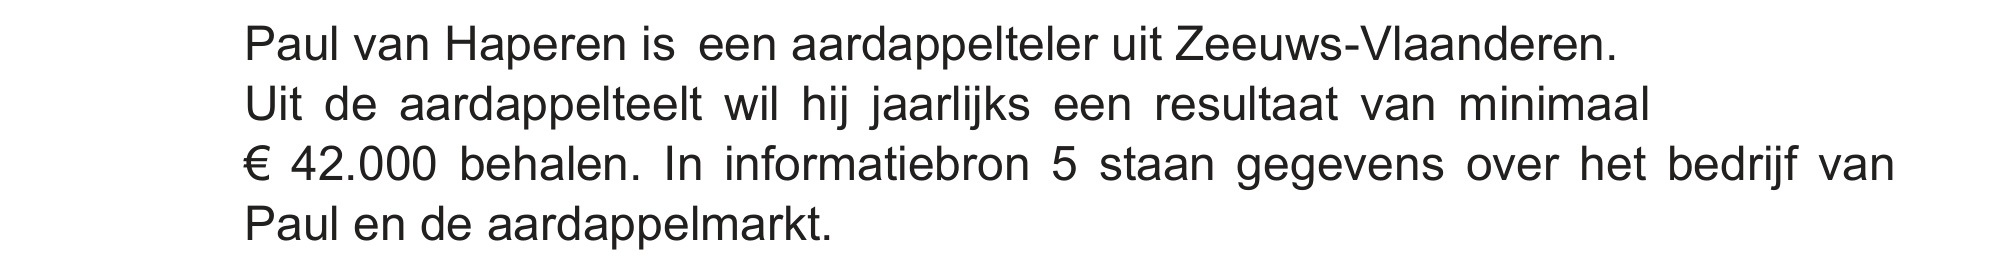 Paul van Haperen is een aardappelteler uit Zeeuws-Vlaanderen.
Uit de aardappelteelt wil hij jaarlijks een resultaat van minimaal
€ 42.000 behalen. In informatiebron 5 staan gegevens over het bedrijf van
Paul en de aardappelmarkt.